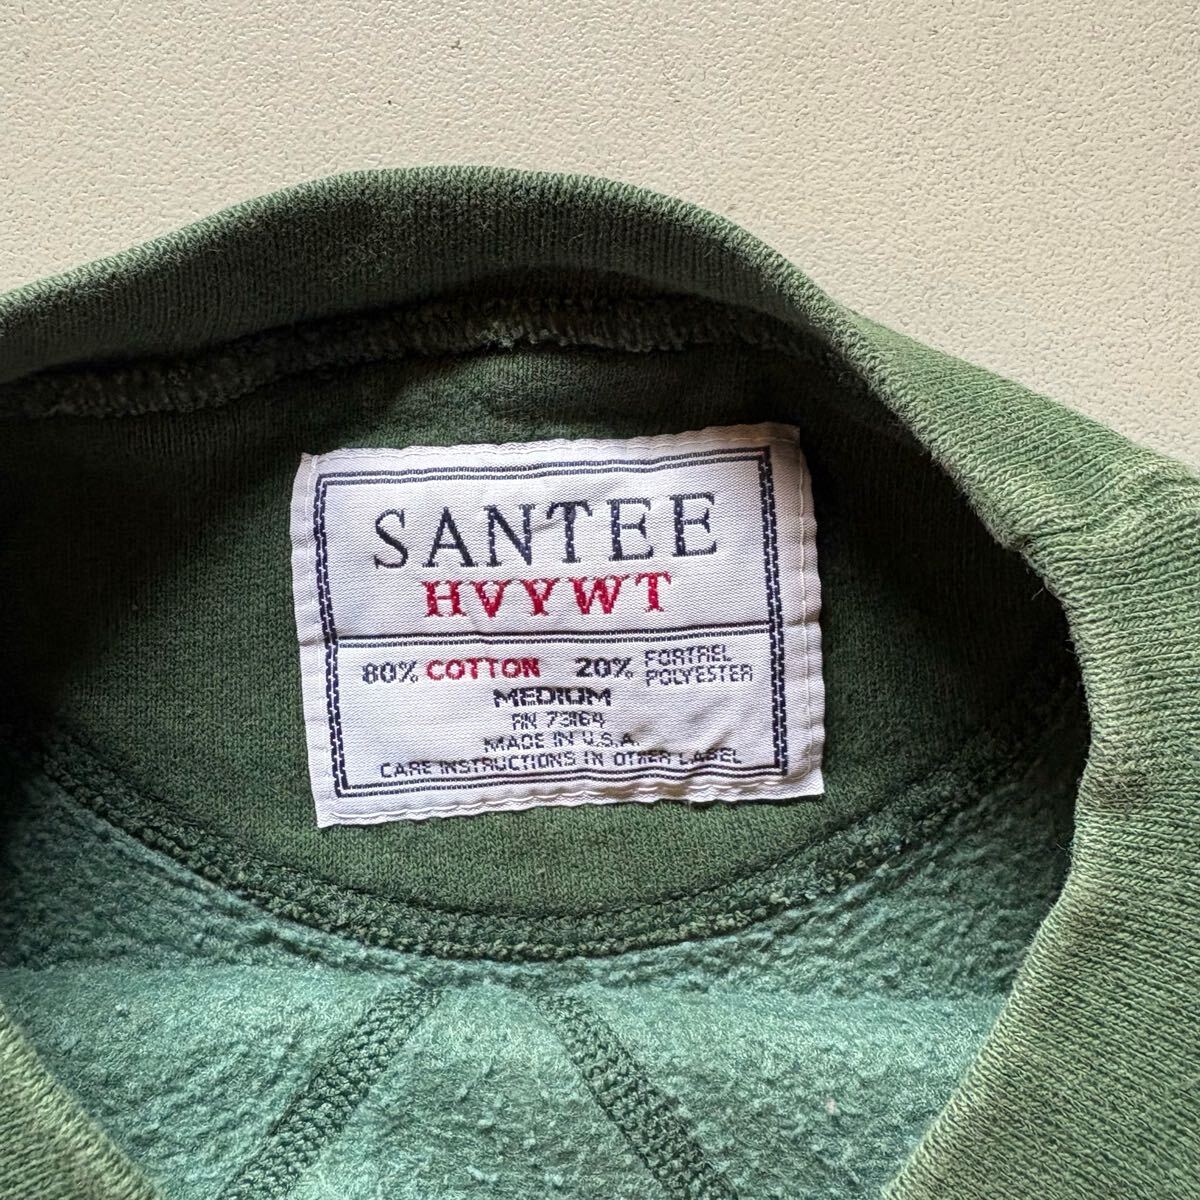 SANTEE
HVYWT
80% COTTON 20% FORTREL POLYESTER
MEDIUM
RN 73164
MADE IN U.S.A.
CARE INSTRUCTIONS IN OTHER LABEL